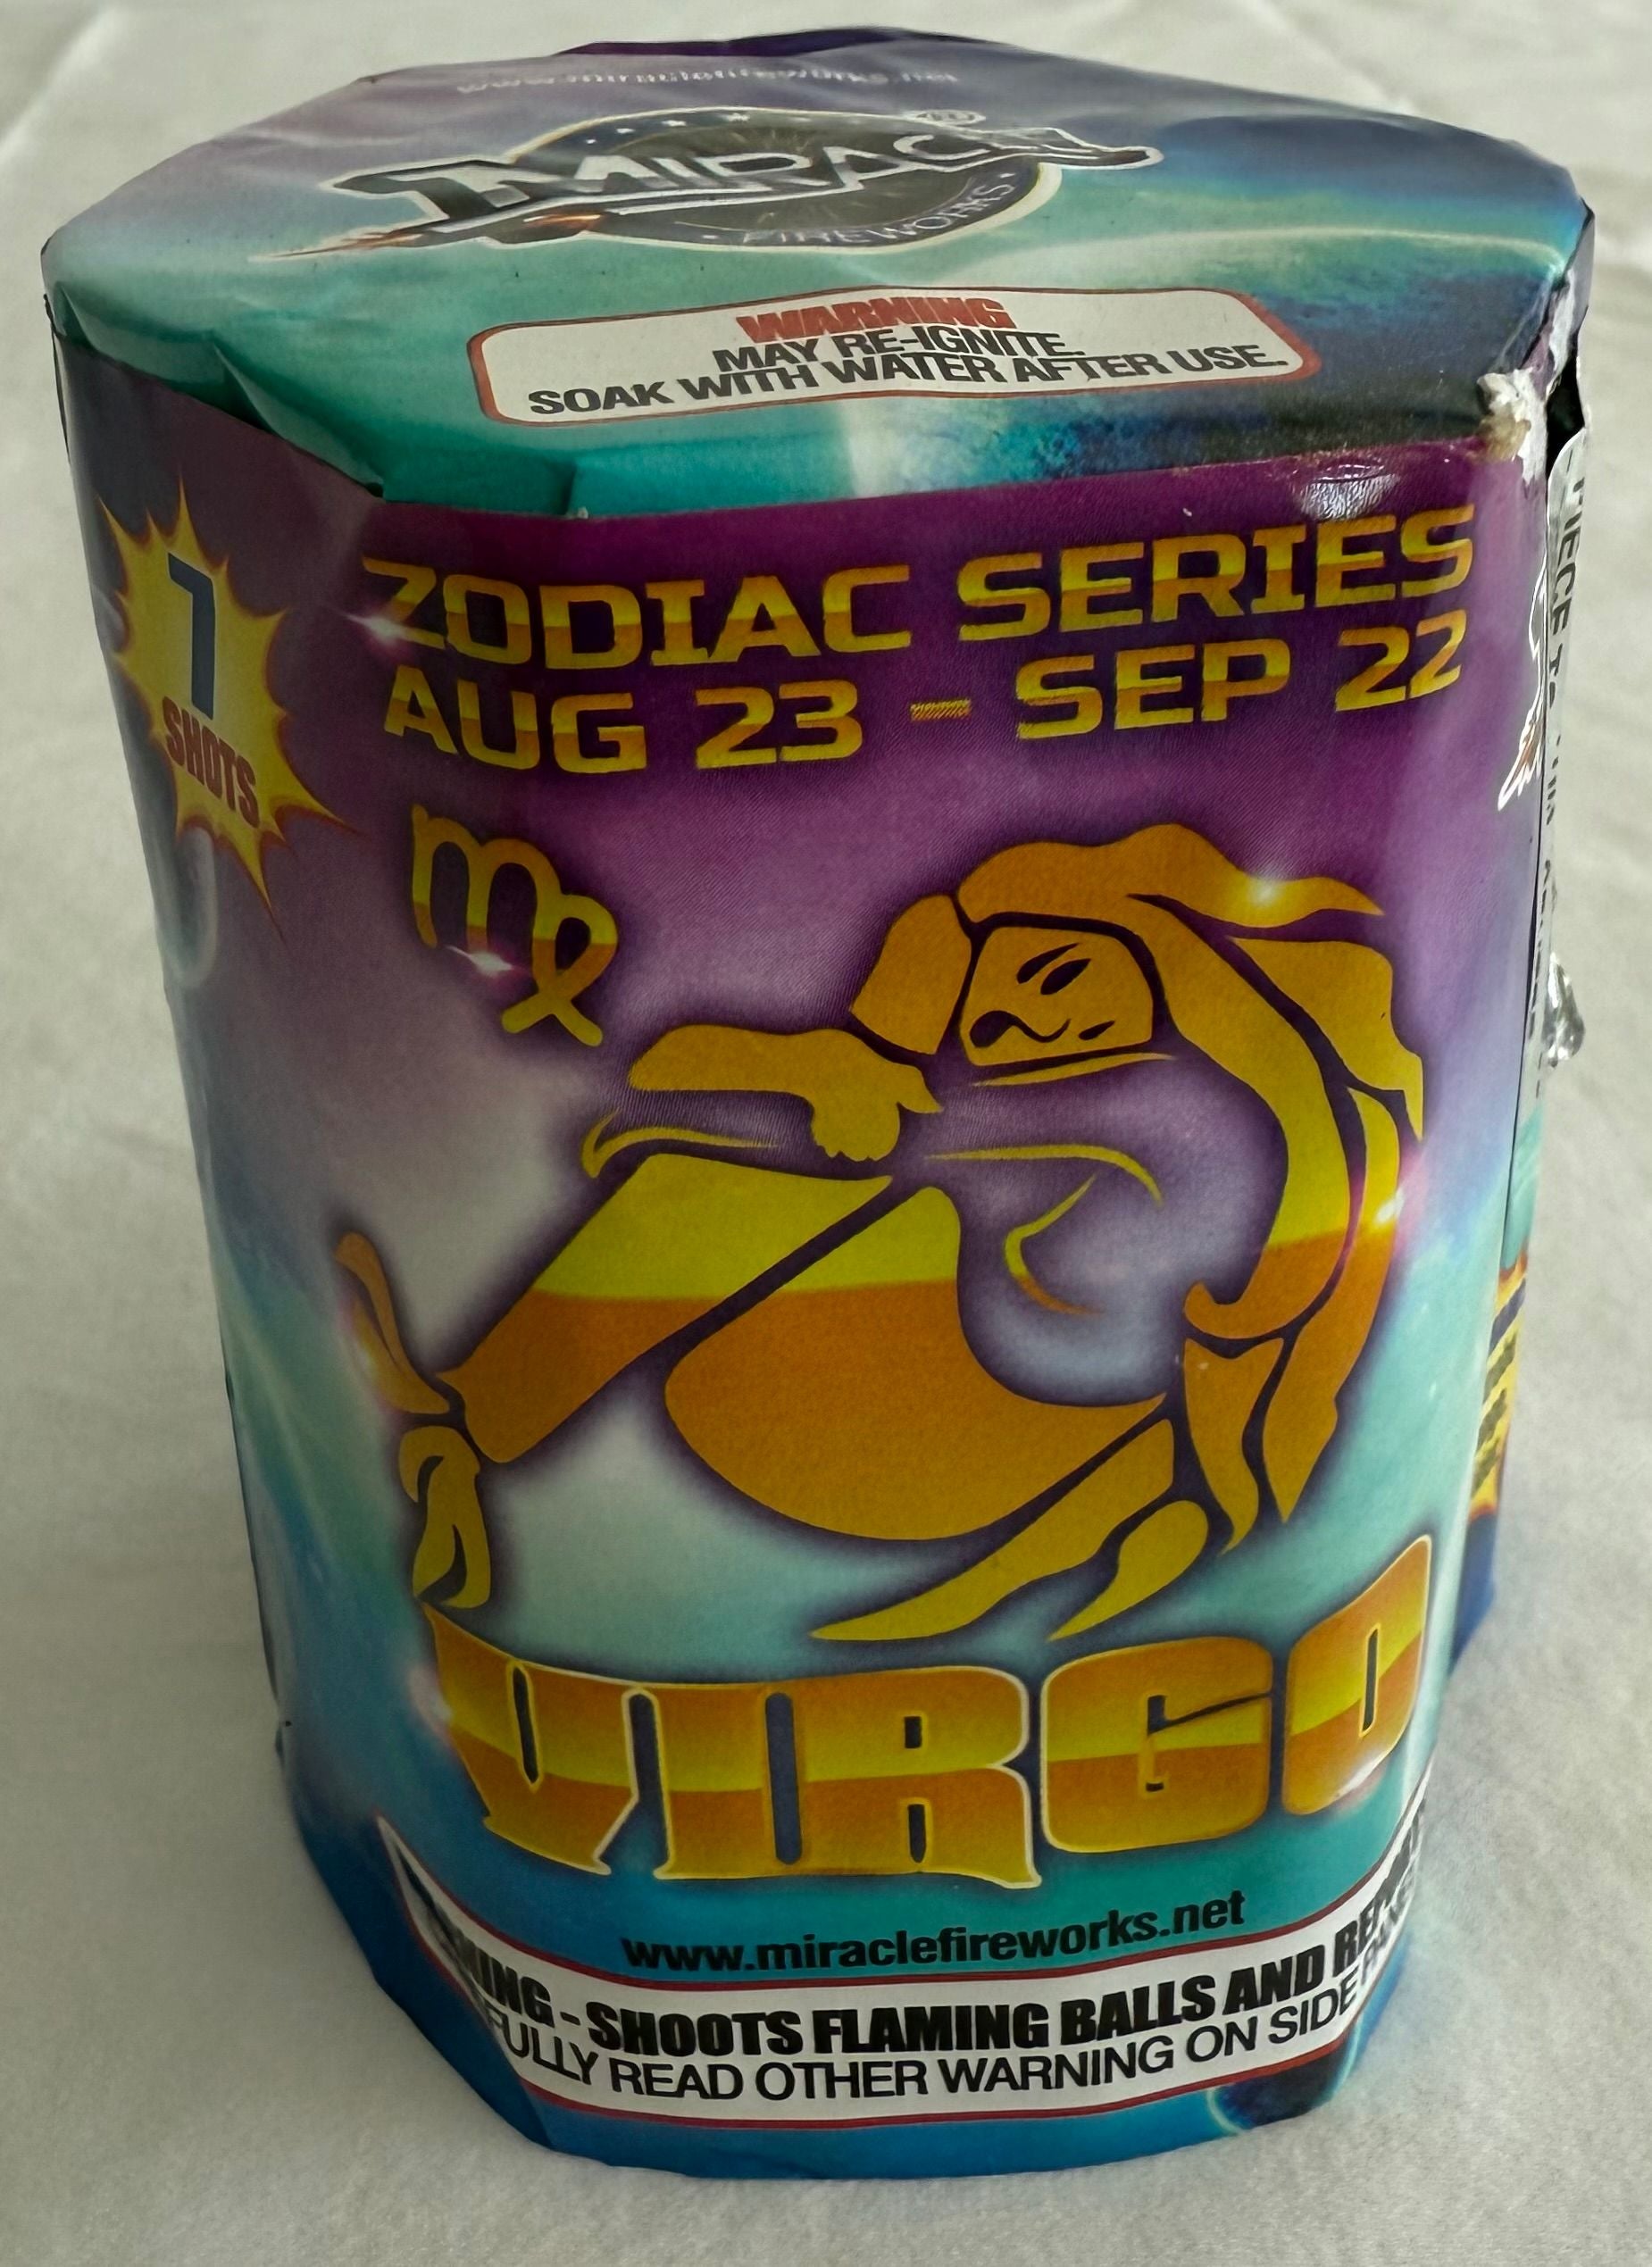 www.miraclefireworks.net
MIRACLE®
FIREWORKS
WARNING
MAY RE-IGNITE.
SOAK WITH WATER AFTER USE.
7
SHOTS
ZODIAC SERIES
AUG 23 - SEP 22
VIRGO
www.miraclefireworks.net
- SHOOTS FLAMING BALLS AND
READ OTHER WARNING ON SIDE